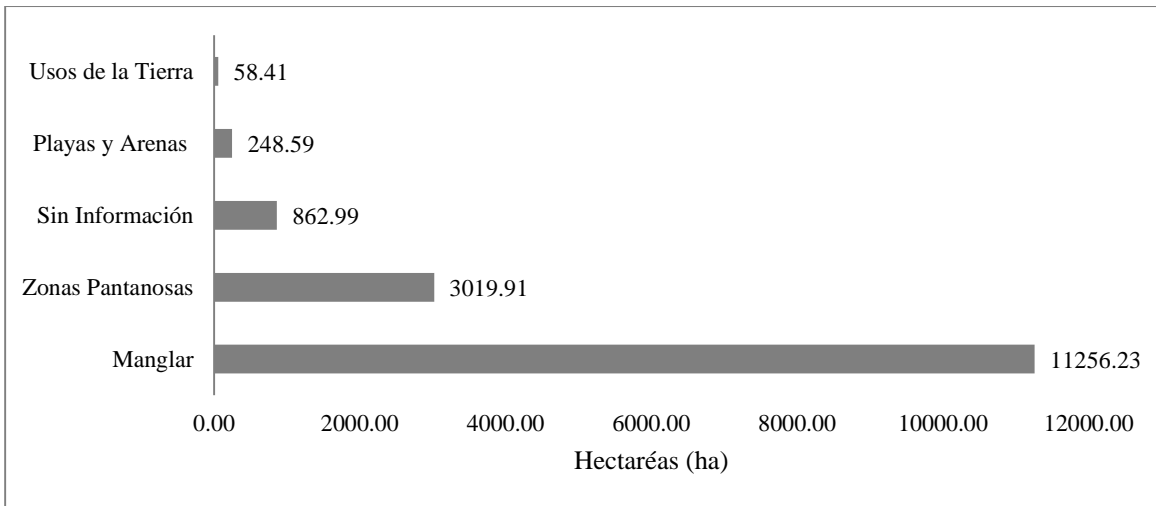 Usos de la Tierra 58.41
Playas y Arenas 248.59
Sin Información 862.99
Zonas Pantanosas 3019.91
Manglar 11256.23
0.00 2000.00 4000.00 6000.00 8000.00 10000.00 12000.00
Hectaréas (ha)